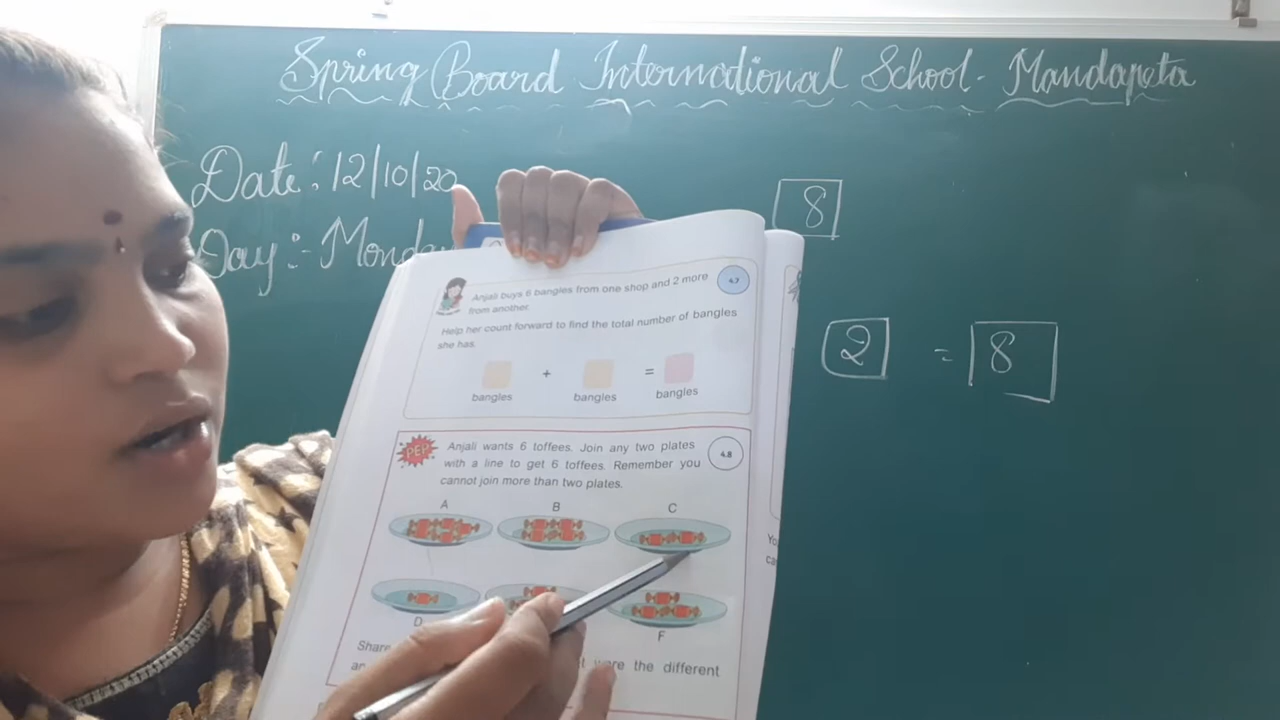 Spring Board International School - Mandapeta
Date : 12/10/20
Day :- Monday
8
2 = 8
Anjali buys 6 bangles from one shop and 2 more
from another.
4.7
Help her count forward to find the total number of bangles
she has.
+ =
bangles bangles bangles
PEP
Anjali wants 6 toffees. Join any two plates
with a line to get 6 toffees. Remember you
cannot join more than two plates.
4.8
A B C
D F
Share
were the different